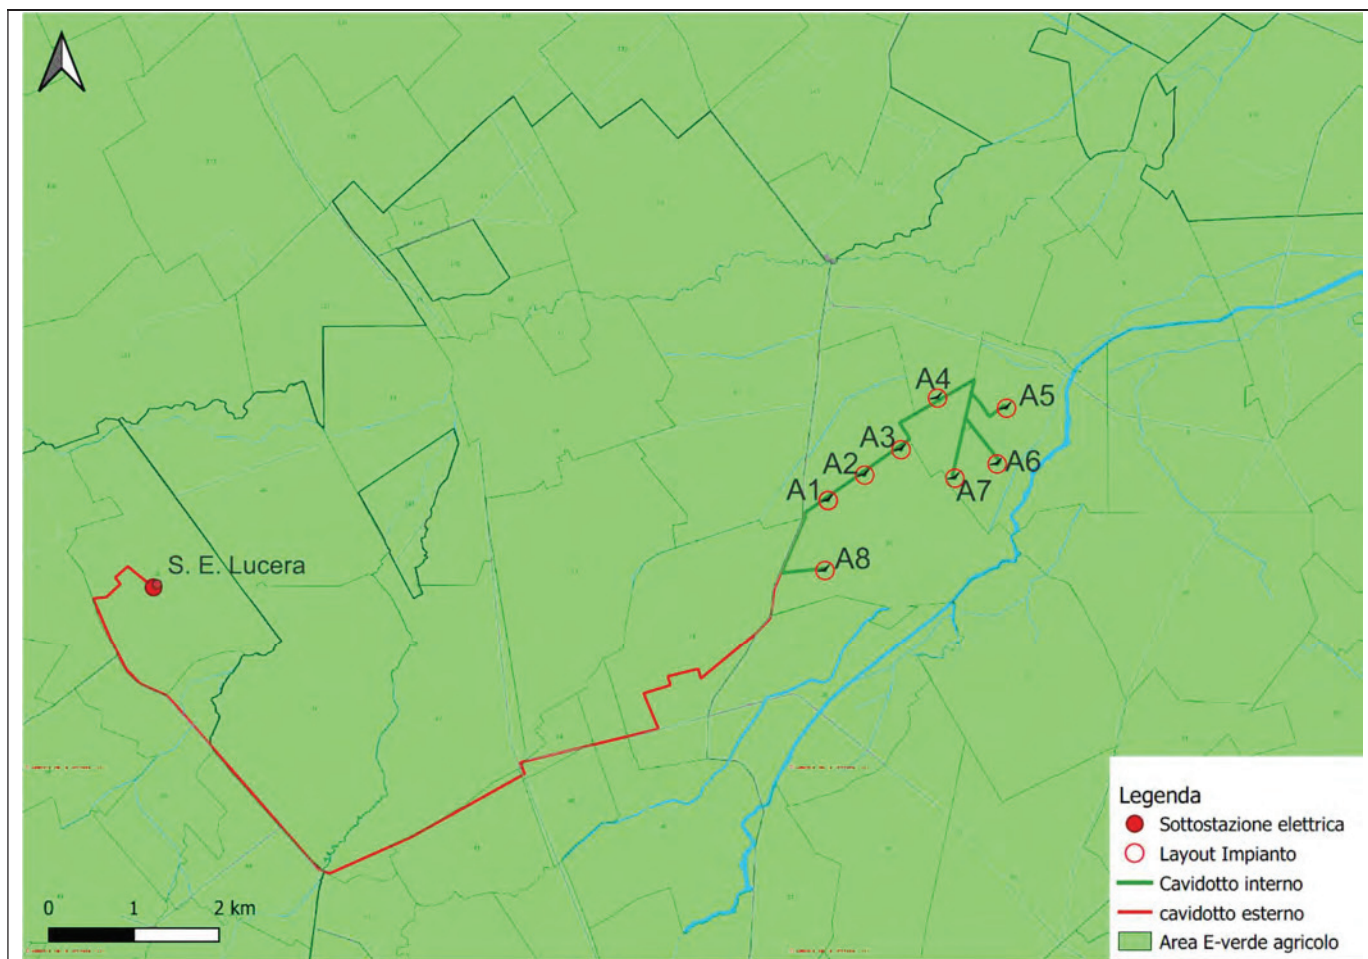 A4
A5
A3
A2
A6
A7
A1
A8
S. E. Lucera
Legenda
Sottostazione elettrica
Layout Impianto
Cavidotto interno
cavidotto esterno
Area E-verde agricolo
0 1 2 km